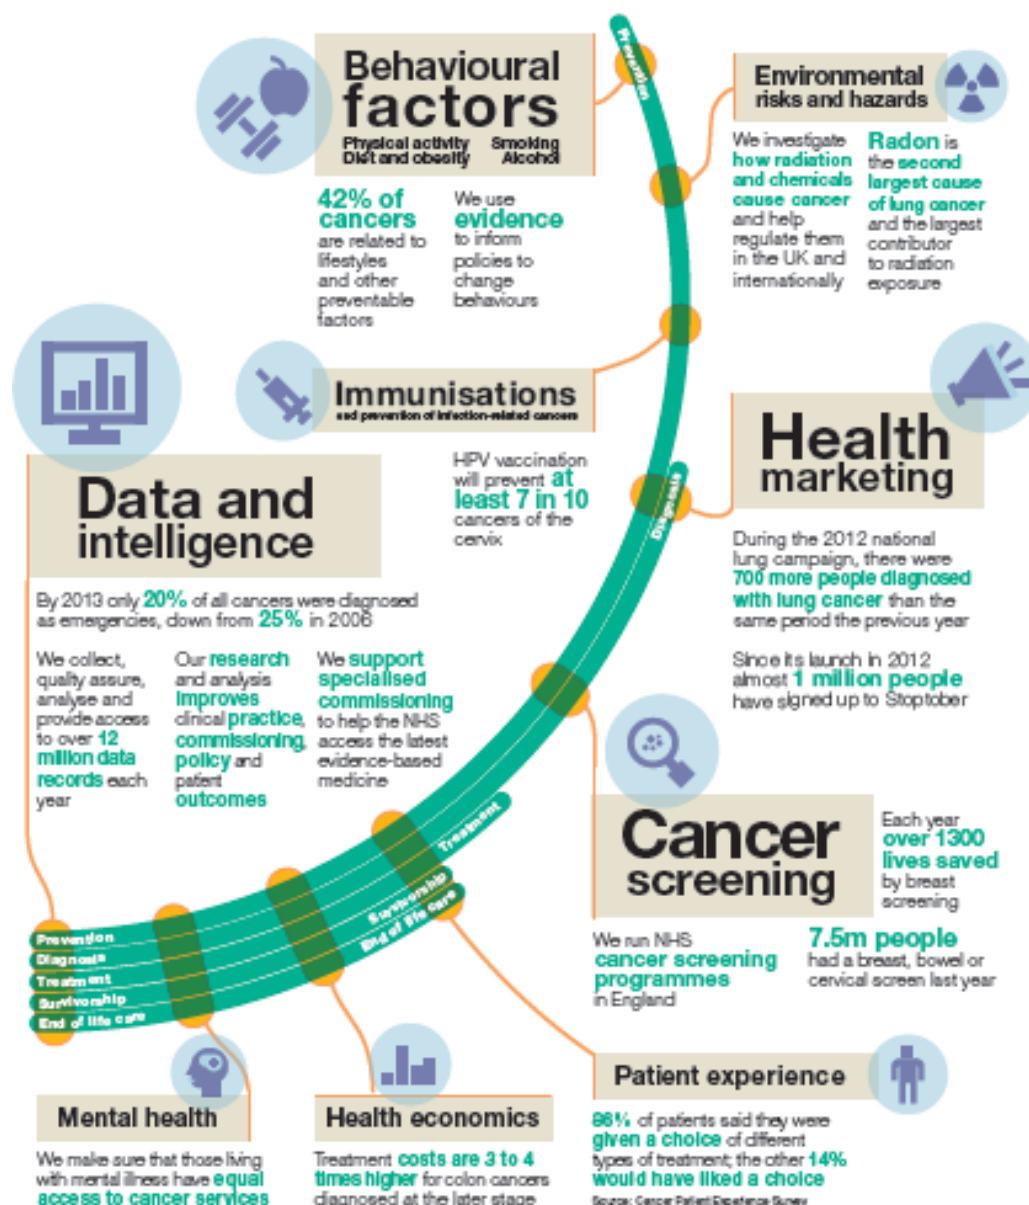 Behavioural
factors
Physical activity Smoking
Diet and obesity Alcohol
42% of
cancers
are related to
lifestyles
and other
preventable
factors
We use
evidence
to inform
policies to
change
behaviours
Prevention
Environmental
risks and hazards
We investigate
how radiation
and chemicals
cause cancer
and help
regulate them
in the UK and
internationally
Radon is
the second
largest cause
of lung cancer
and the largest
contributor
to radiation
exposure
Immunisations
and prevention of infection-related cancers
HPV vaccination
will prevent at
least 7 in 10
cancers of the
cervix
Diagnosis
Health
marketing
During the 2012 national
lung campaign, there were
700 more people diagnosed
with lung cancer than the
same period the previous year
Since its launch in 2012
almost 1 million people
have signed up to Stoptober
Data and
intelligence
By 2013 only 20% of all cancers were diagnosed
as emergencies, down from 25% in 2006
We collect,
quality assure,
analyse and
provide access
to over 12
million data
records each
year
Our research
and analysis
improves
clinical practice,
commissioning,
policy and
patient
outcomes
We support
specialised
commissioning
to help the NHS
access the latest
evidence-based
medicine
Cancer
screening
Each year
over 1300
lives saved
by breast
screening
We run NHS
cancer screening
programmes
in England
7.5m people
had a breast, bowel or
cervical screen last year
Treatment
Survivorship
End of life care
Prevention
Diagnosis
Treatment
Survivorship
End of life care
Mental health
We make sure that those living
with mental illness have equal
access to cancer services
Health economics
Treatment costs are 3 to 4
times higher for colon cancers
diagnosed at the later stage
Patient experience
86% of patients said they were
given a choice of different
types of treatment; the other 14%
would have liked a choice
Source: Cancer Patient Experience Survey